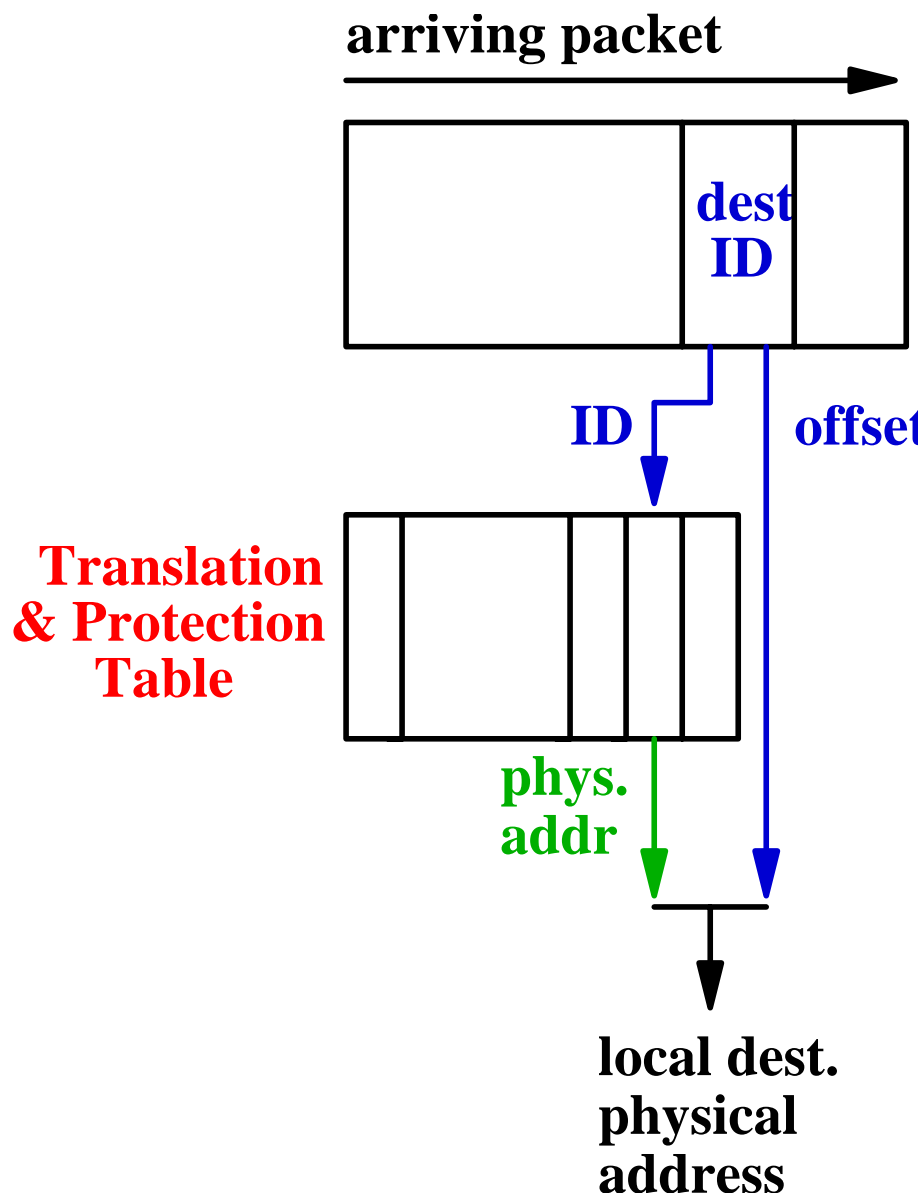 arriving packet
dest
ID
ID
offset
Translation
& Protection
Table
phys.
addr
local dest.
physical
address